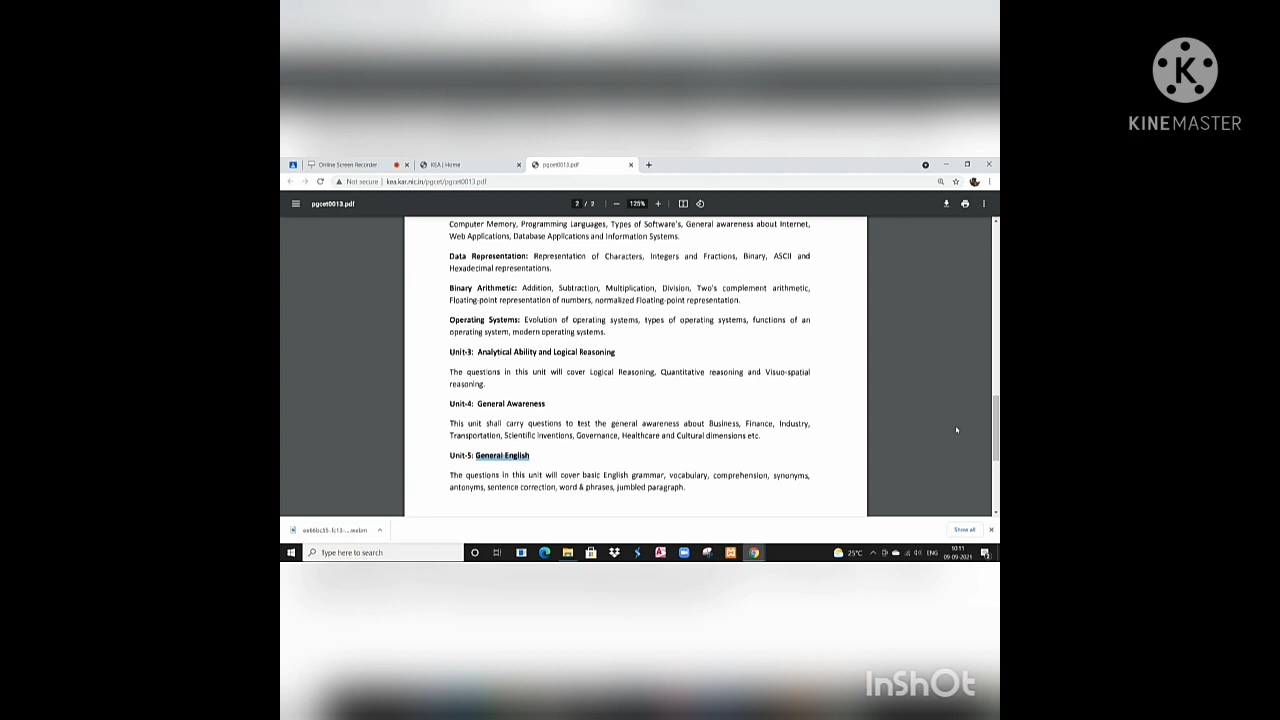 K
KINEMASTER
Online Screen Recorder
KEA | Home
pgcet0013.pdf
Not secure | kea.kar.nic.in/pgcet/pgcet0013.pdf
pgcet0013.pdf
2 / 2
125%
Computer Memory, Programming Languages, Types of Software's, General awareness about Internet,
Web Applications, Database Applications and Information Systems.
Data Representation: Representation of Characters, Integers and Fractions, Binary, ASCII and
Hexadecimal representations.
Binary Arithmetic: Addition, Subtraction, Multiplication, Division, Two's complement arithmetic,
Floating-point representation of numbers, normalized Floating-point representation.
Operating Systems: Evolution of operating systems, types of operating systems, functions of an
operating system, modern operating systems.
Unit-3: Analytical Ability and Logical Reasoning
The questions in this unit will cover Logical Reasoning, Quantitative reasoning and Visuo-spatial
reasoning.
Unit-4: General Awareness
This unit shall carry questions to test the general awareness about Business, Finance, Industry,
Transportation, Scientific Inventions, Governance, Healthcare and Cultural dimensions etc.
Unit-5: General English
The questions in this unit will cover basic English grammar, vocabulary, comprehension, synonyms,
antonyms, sentence correction, word & phrases, jumbled paragraph.
Show all
Type here to search
25°C
ENG
10:11
09-09-2021
InShOt